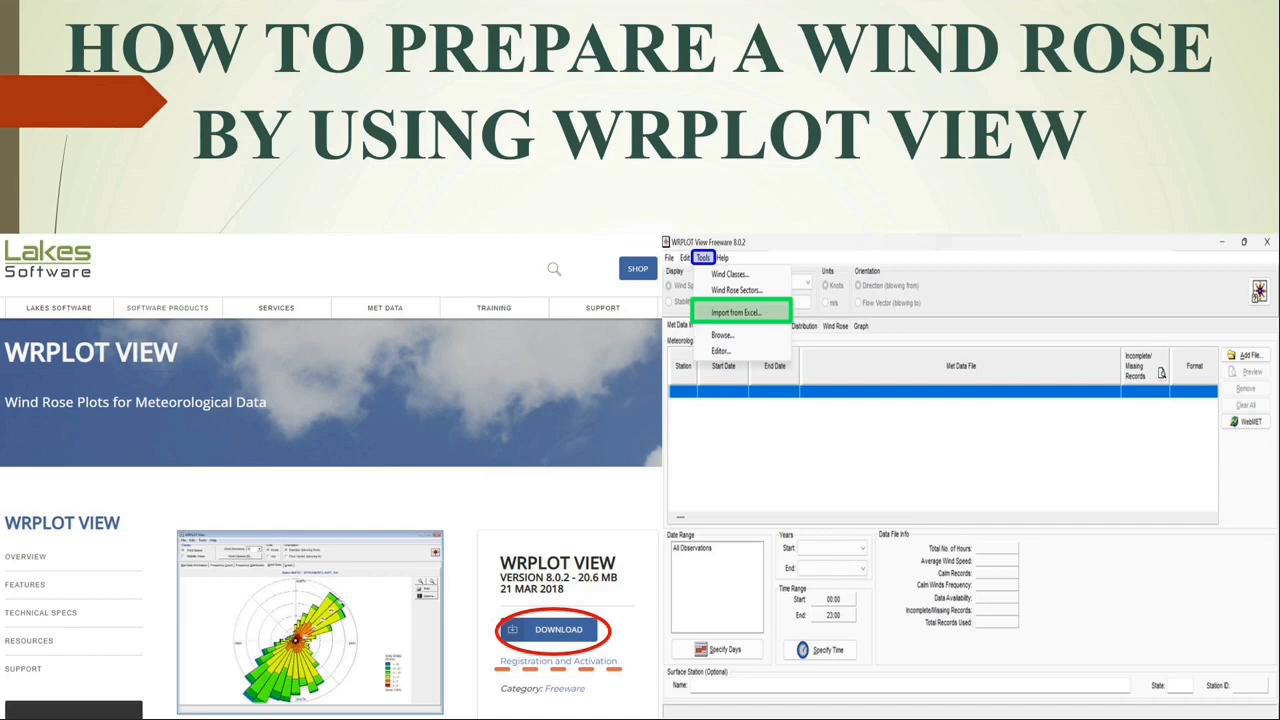 HOW TO PREPARE A WIND ROSE
BY USING WRPLOT VIEW
Lakes
Software
SHOP
LAKES SOFTWARE
SOFTWARE PRODUCTS
SERVICES
MET DATA
TRAINING
SUPPORT
WRPLOT VIEW
Wind Rose Plots for Meteorological Data
WRPLOT VIEW
OVERVIEW
FEATURES
TECHNICAL SPECS
RESOURCES
SUPPORT
WRPLOT VIEW
VERSION 8.0.2 - 20.6 MB
21 MAR 2018
DOWNLOAD
Registration and Activation
Category: Freeware
WRPLOT View Freeware 8.0.2
File Edit Tools Help
Display
Wind Classes...
Wind Rose Sectors...
Import from Excel...
Browse...
Editor...
Units
Knots
m/s
Orientation
Direction (blowing from)
Flow Vector (blowing to)
Distribution Wind Rose Graph
Station
Start Date
End Date
Met Data File
Incomplete/
Missing
Records
Format
Add File...
Preview
Remove
Clear All
WebMET
Date Range
All Observations
Specify Days
Years
Start:
End:
Time Range
Start: 00:00
End: 23:00
Specify Time
Data File Info
Total No. of Hours:
Average Wind Speed:
Calm Records:
Calm Winds Frequency:
Data Availability:
Incomplete/Missing Records:
Total Records Used:
Surface Station (Optional)
Name:
State:
Station ID: